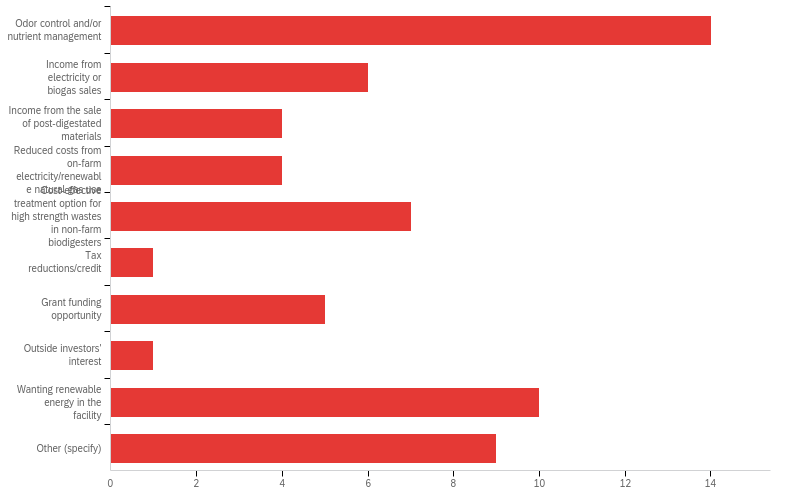 Odor control and/or
nutrient management
Income from
electricity or
biogas sales
Income from the sale
of post-digestated
materials
Reduced costs from
on-farm
electricity/renewabl
e natural gas use
Cost-effective
treatment option for
high strength wastes
in non-farm
biodigesters
Tax
reductions/credit
Grant funding
opportunity
Outside investors'
interest
Wanting renewable
energy in the
facility
Other (specify)
0 2 4 6 8 10 12 14